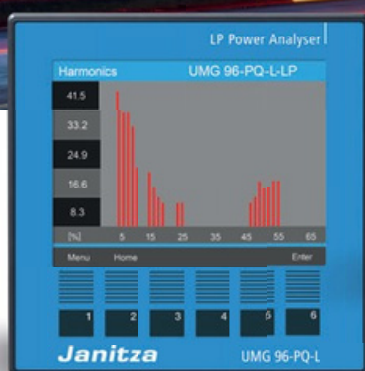 LP Power Analyser
Harmonics UMG 96-PQ-L-LP
41.5
33.2
24.9
16.6
8.3
[%] 5 15 25 35 45 55 65
Menu Home Enter
1 2 3 4 5 6
Janitza UMG 96-PQ-L